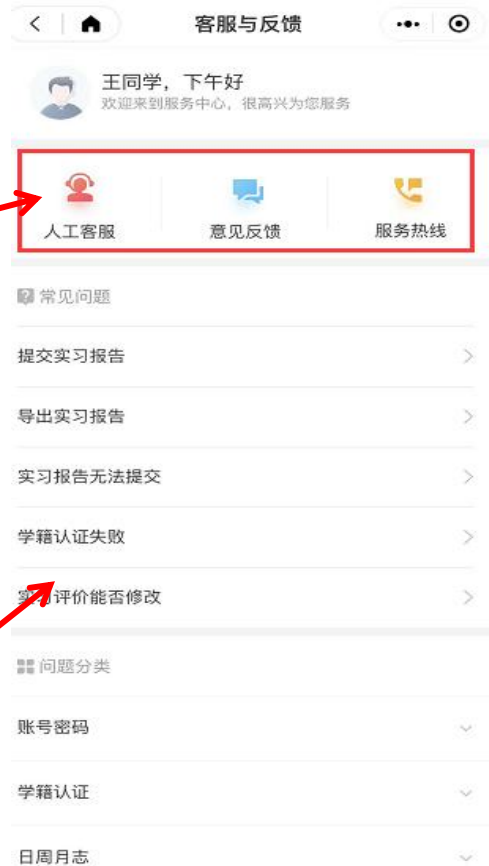 客服与反馈
王同学，下午好
欢迎来到服务中心，很高兴为您服务
人工客服
意见反馈
服务热线
常见问题
提交实习报告
导出实习报告
实习报告无法提交
学籍认证失败
实习评价能否修改
问题分类
账号密码
学籍认证
日周月志